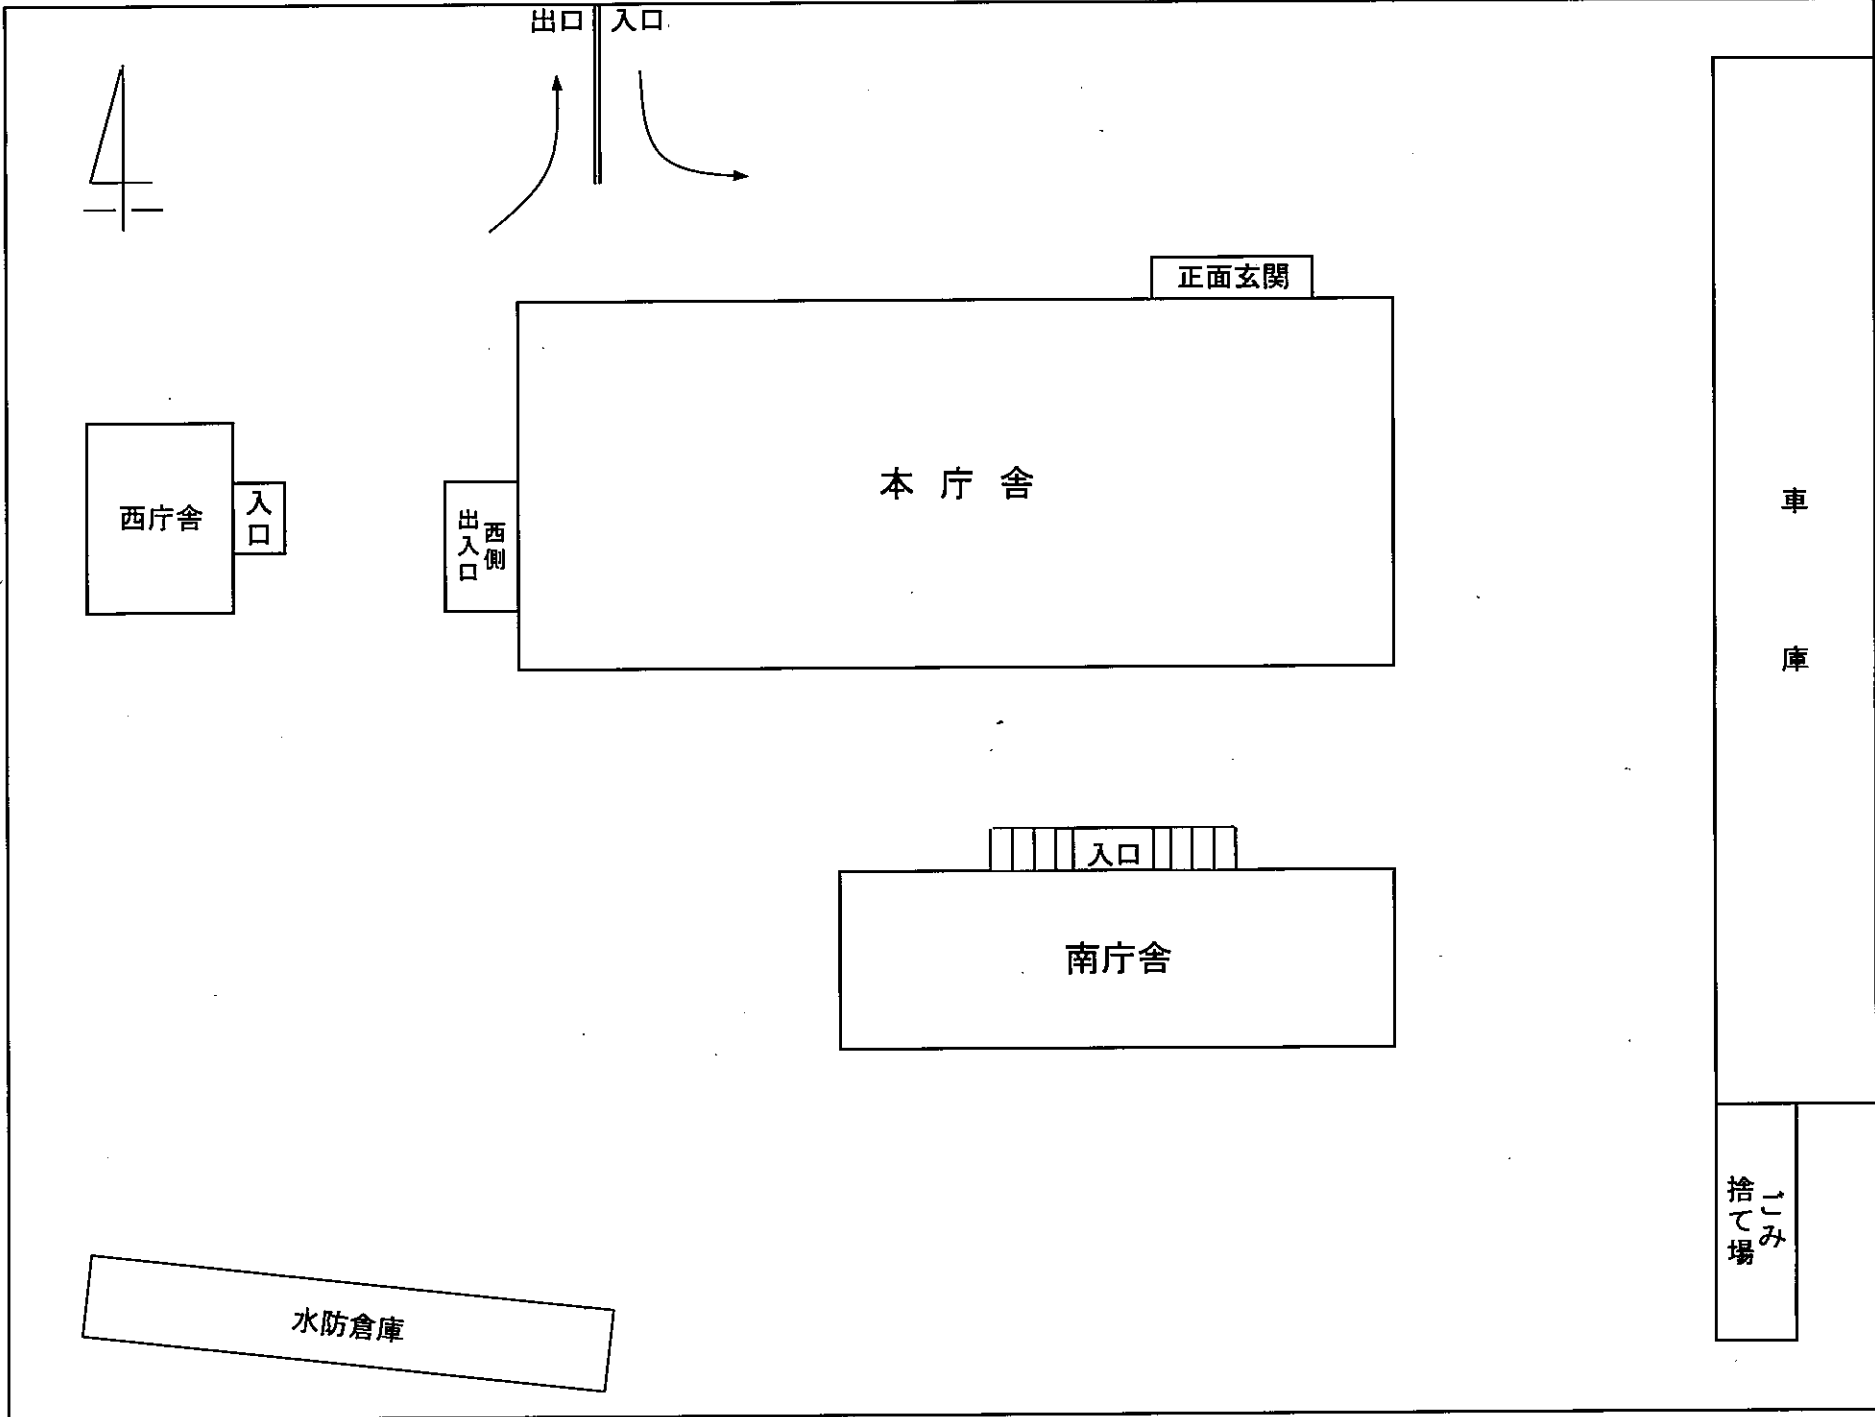 出口
入口
正面玄関
本庁舎
西庁舎
入口
西側
出入口
車庫
入口
南庁舎
ごみ
捨て場
水防倉庫